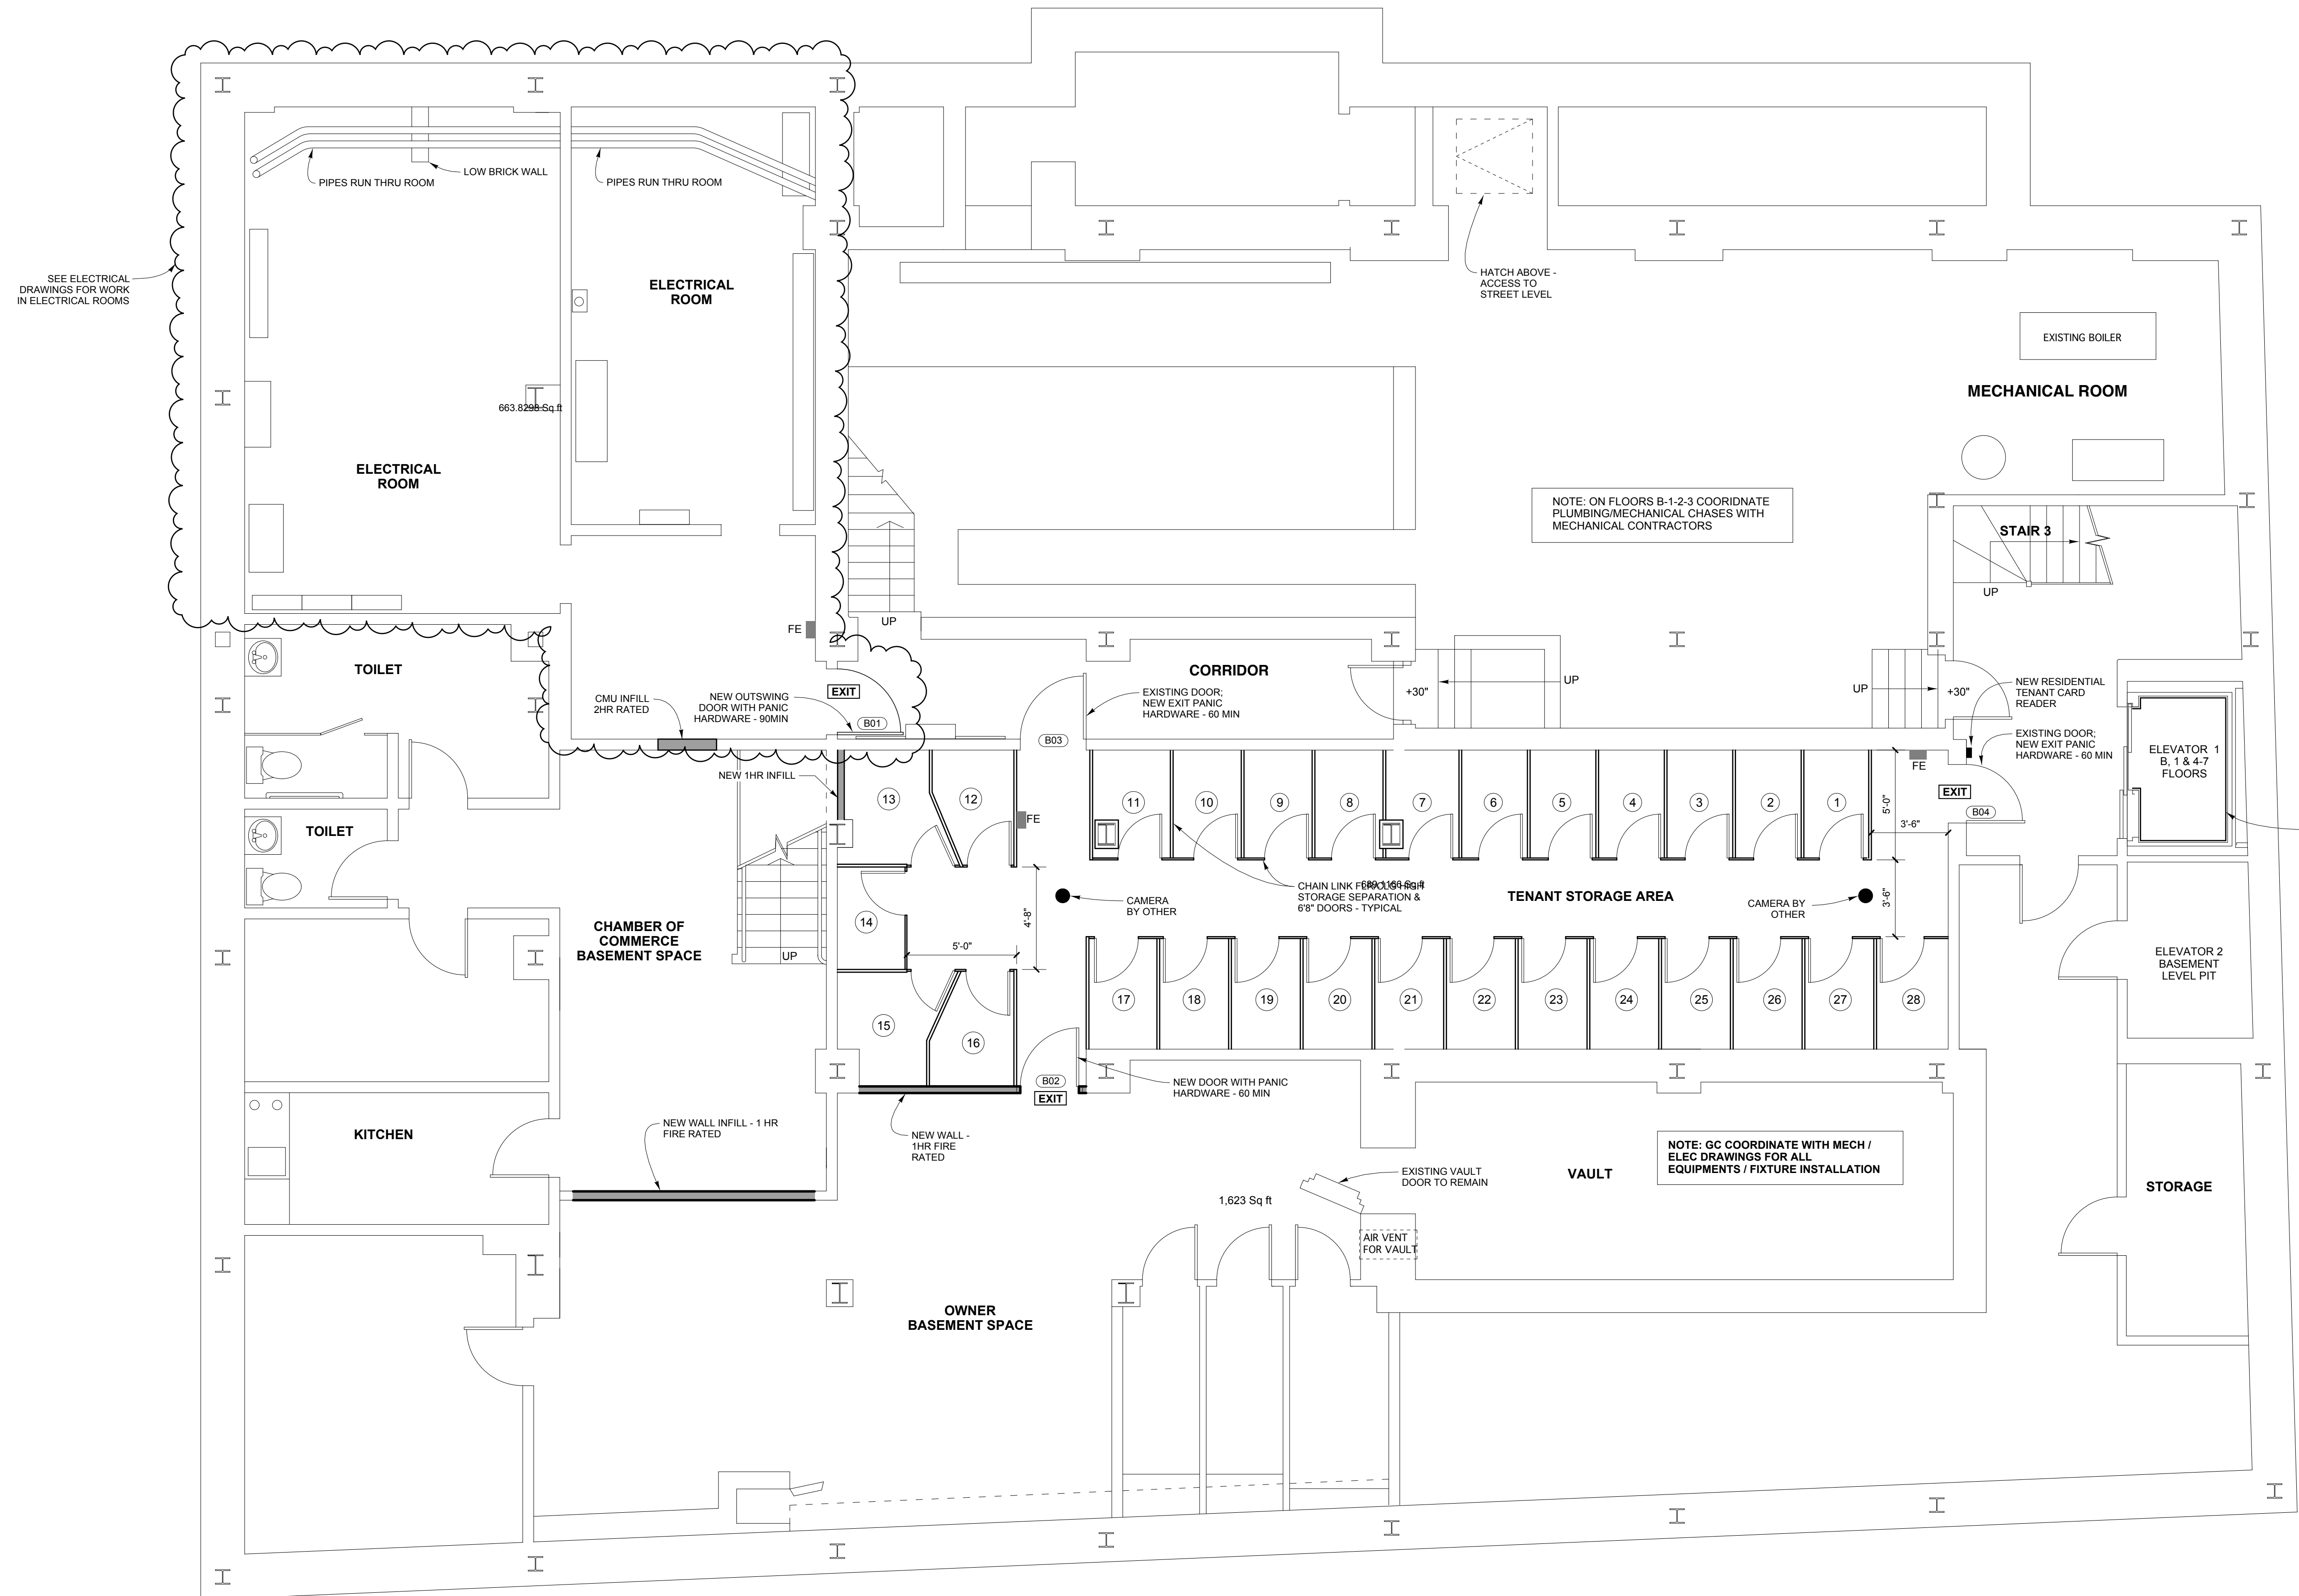 PIPES RUN THRU ROOM
LOW BRICK WALL
PIPES RUN THRU ROOM
SEE ELECTRICAL
DRAWINGS FOR WORK
IN ELECTRICAL ROOMS
ELECTRICAL
ROOM
HATCH ABOVE -
ACCESS TO
STREET LEVEL
EXISTING BOILER
MECHANICAL ROOM
663.8298 Sq ft
ELECTRICAL
ROOM
NOTE: ON FLOORS B-1-2-3 COORIDNATE
PLUMBING/MECHANICAL CHASES WITH
MECHANICAL CONTRACTORS
STAIR 3
UP
FE
UP
TOILET
CORRIDOR
CMU INFILL
2HR RATED
NEW OUTSWING
DOOR WITH PANIC
HARDWARE - 90MIN
EXIT
B01
EXISTING DOOR;
NEW EXIT PANIC
HARDWARE - 60 MIN
B03
+30"
UP
UP
+30"
NEW RESIDENTIAL
TENANT CARD
READER
EXISTING DOOR;
NEW EXIT PANIC
HARDWARE - 60 MIN
ELEVATOR 1
B, 1 & 4-7
FLOORS
NEW 1HR INFILL
FE
EXIT
B04
13
12
11
10
9
8
7
6
5
4
3
2
1
5'-0"
3'-6"
FE
TOILET
CHAIN LINK
STORAGE SEPARATION &
6'8" DOORS - TYPICAL
TENANT STORAGE AREA
CAMERA
BY OTHER
CAMERA BY
OTHER
3'-6"
4'-8"
14
5'-0"
CHAMBER OF
COMMERCE
BASEMENT SPACE
UP
ELEVATOR 2
BASEMENT
LEVEL PIT
15
16
17
18
19
20
21
22
23
24
25
26
27
28
B02
EXIT
NEW DOOR WITH PANIC
HARDWARE - 60 MIN
KITCHEN
NEW WALL INFILL - 1 HR
FIRE RATED
NEW WALL -
1HR FIRE
RATED
NOTE: GC COORDINATE WITH MECH /
ELEC DRAWINGS FOR ALL
EQUIPMENTS / FIXTURE INSTALLATION
EXISTING VAULT
DOOR TO REMAIN
VAULT
STORAGE
1,623 Sq ft
AIR VENT
FOR VAULT
OWNER
BASEMENT SPACE